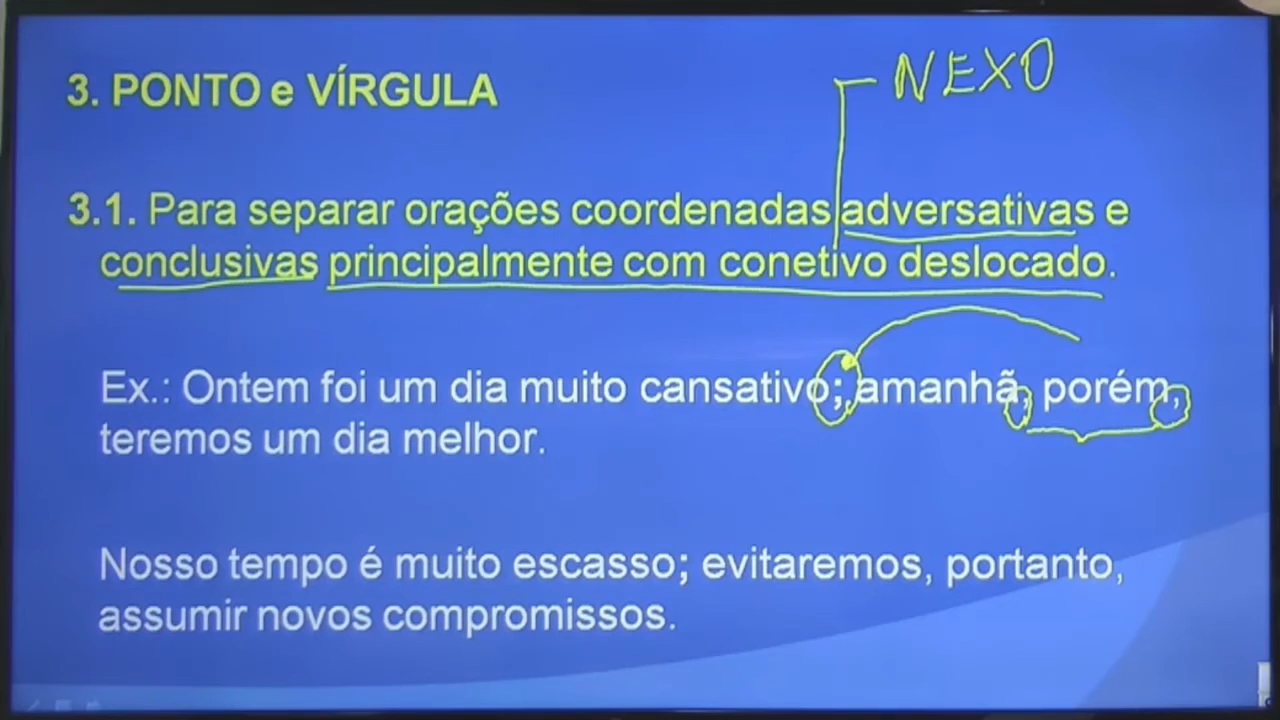 3. PONTO e VÍRGULA
NEXO
3.1. Para separar orações coordenadas adversativas e
conclusivas principalmente com conetivo deslocado.
Ex.: Ontem foi um dia muito cansativo; amanhã, porém,
teremos um dia melhor.
Nosso tempo é muito escasso; evitaremos, portanto,
assumir novos compromissos.